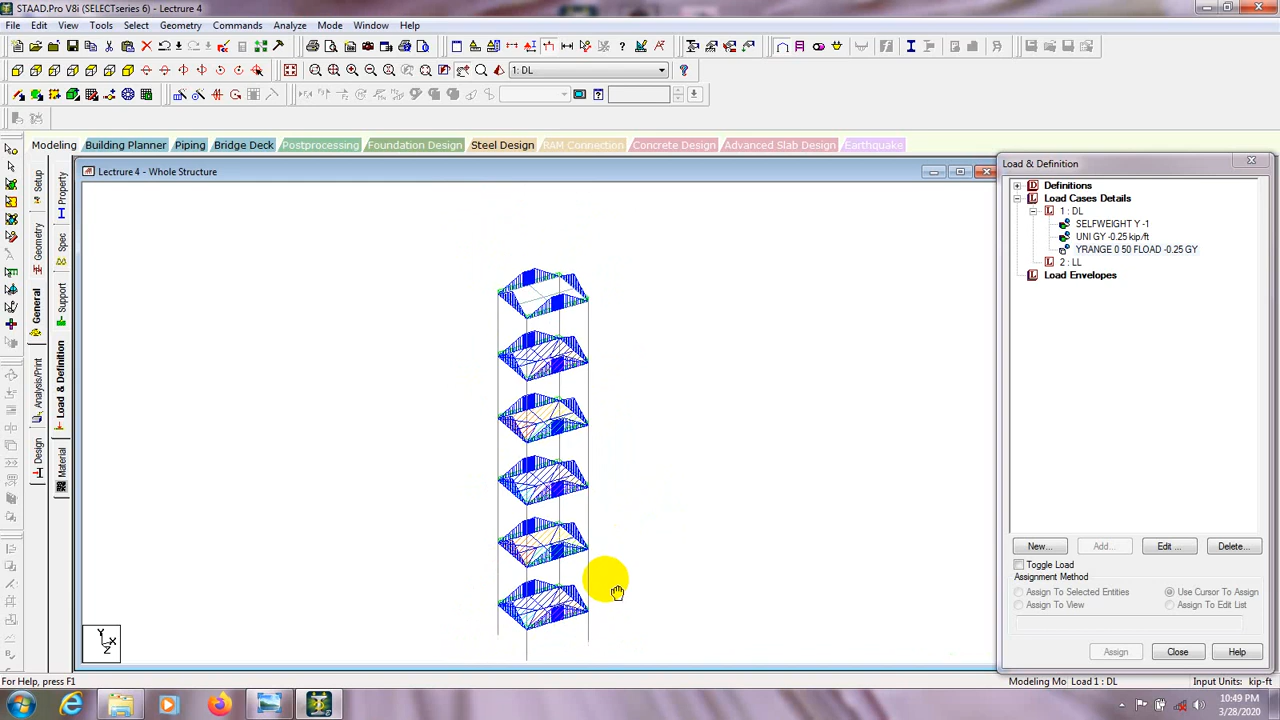 STAAD.Pro V8i (SELECTseries 6) - Lectrure 4
File Edit View Tools Select Geometry Commands Analyze Mode Window Help
1: DL
Modeling Building Planner Piping Bridge Deck Postprocessing Foundation Design Steel Design RAM Connection Concrete Design Advanced Slab Design Earthquake
Setup
Geometry
General
Analysis/Print
Design
Property
Spec
Support
Load & Definition
Material
Lectrure 4 - Whole Structure
Y
X
Z
Load & Definition
Definitions
Load Cases Details
1 : DL
SELFWEIGHT Y -1
UNI GY -0.25 kip/ft
YRANGE 0 50 FLOAD -0.25 GY
2 : LL
Load Envelopes
New... Add... Edit ... Delete...
Toggle Load
Assignment Method
Assign To Selected Entities Use Cursor To Assign
Assign To View Assign To Edit List
Assign Close Help
For Help, press F1
Modeling Mo Load 1 : DL Input Units: kip-ft
10:49 PM
3/28/2020